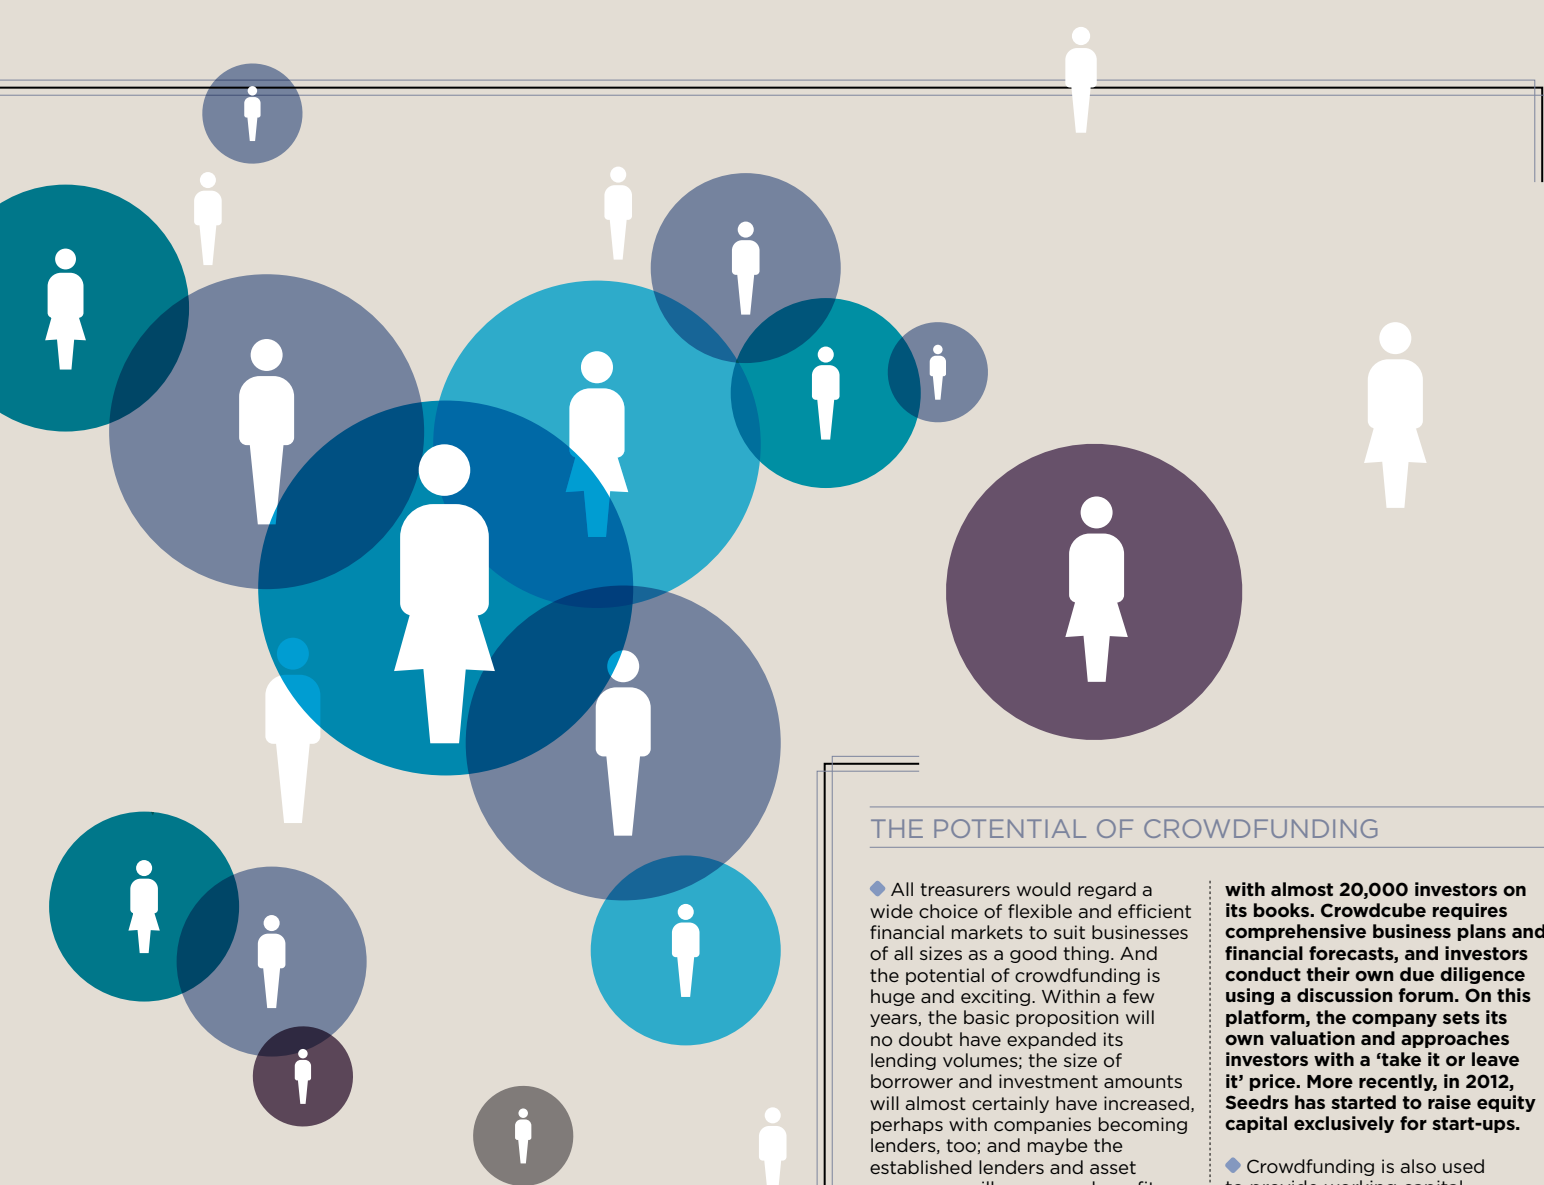 THE POTENTIAL OF CROWDFUNDING
All treasurers would regard a
wide choice of flexible and efficient
financial markets to suit businesses
of all sizes as a good thing. And
the potential of crowdfunding is
huge and exciting. Within a few
years, the basic proposition will
no doubt have expanded its
lending volumes; the size of
borrower and investment amounts
will almost certainly have increased,
perhaps with companies becoming
lenders, too; and maybe the
established lenders and asset
with almost 20,000 investors on
its books. Crowdcube requires
comprehensive business plans and
financial forecasts, and investors
conduct their own due diligence
using a discussion forum. On this
platform, the company sets its
own valuation and approaches
investors with a ‘take it or leave
it’ price. More recently, in 2012,
Seedrs has started to raise equity
capital exclusively for start-ups.
Crowdfunding is also used
to provide working capital